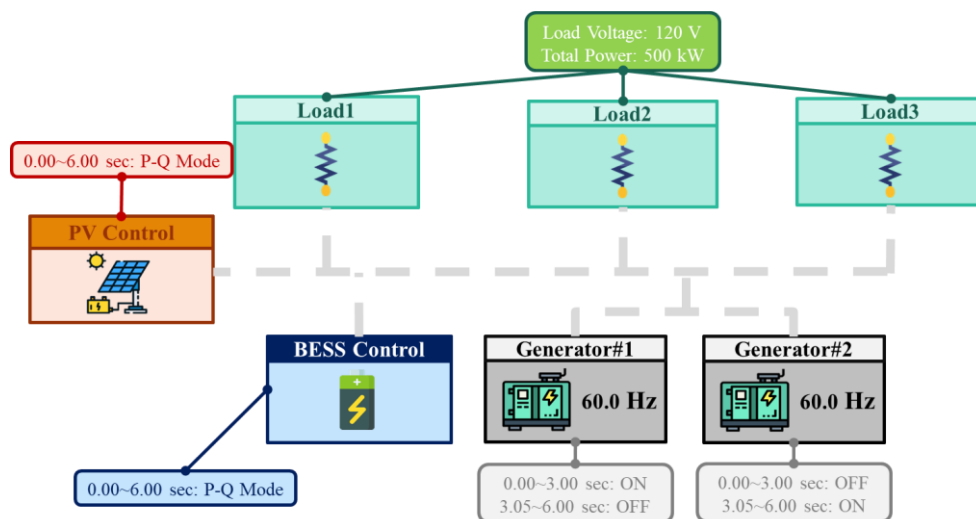 Load Voltage: 120 V
Total Power: 500 kW
Load1
Load2
Load3
0.00~6.00 sec: P-Q Mode
PV Control
BESS Control
Generator#1
Generator#2
60.0 Hz
60.0 Hz
0.00~6.00 sec: P-Q Mode
0.00~3.00 sec: ON
3.05~6.00 sec: OFF
0.00~3.00 sec: OFF
3.05~6.00 sec: ON